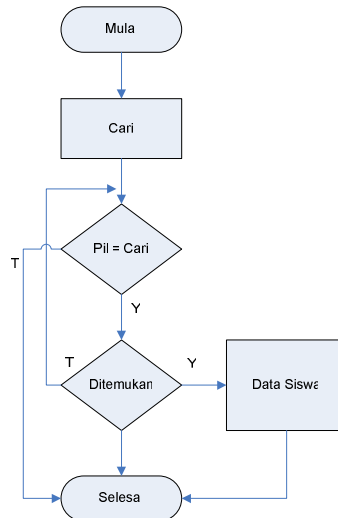 Mula
Cari
Pil = Cari
T
Y
T
Y
Ditemukan
Data Siswa
Selesa